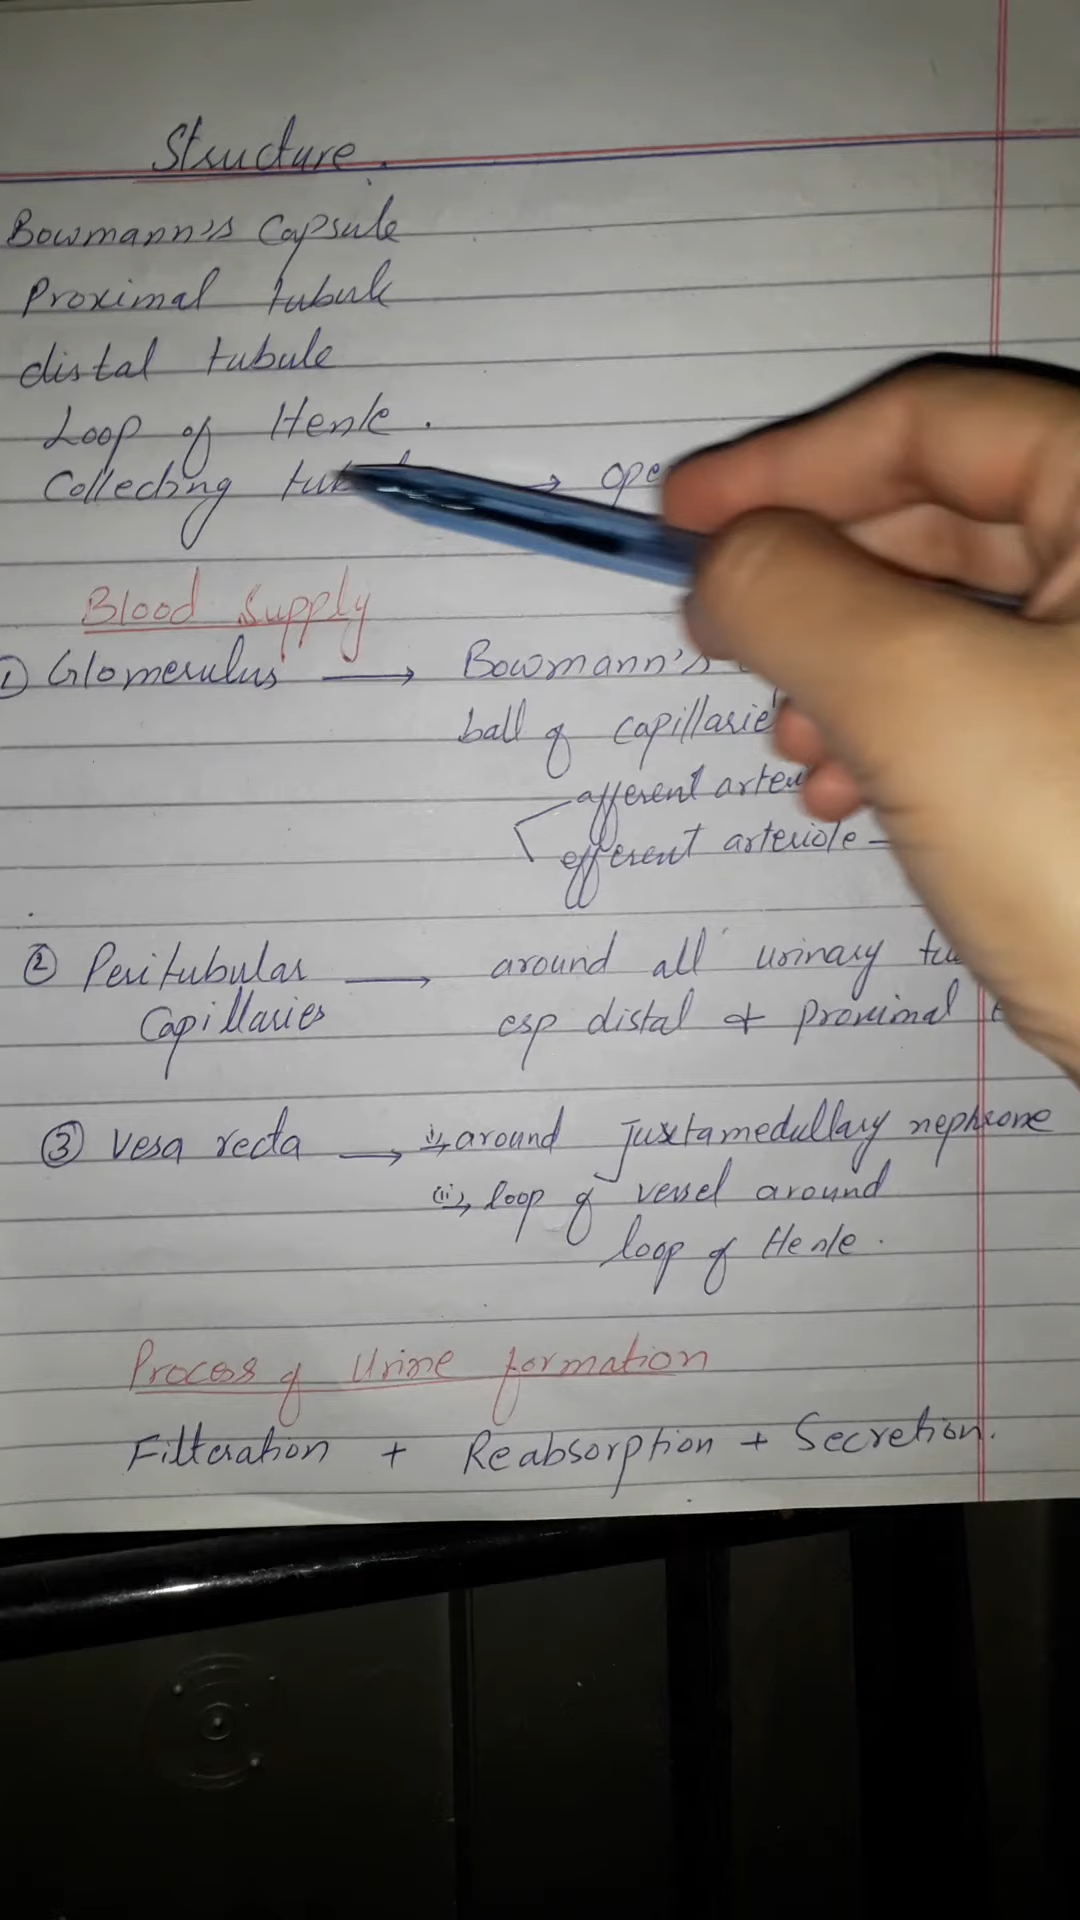 Structure.
Bowmann's Capsule
Proximal tubule
distal tubule
Loop of Henle.
Collecting →
Blood Supply
① Glomerulus → Bowmann's
ball of capillaries
afferent
efferent arteriole –
② Peritubular → around all urinary
Capillaries esp distal & proximal
③ Vesa recta → i, around Juxtamedullary nephrone
(ii), loop of vessel around
loop of Henle.
Process of Urine formation
Filteration + Reabsorption + Secretion.